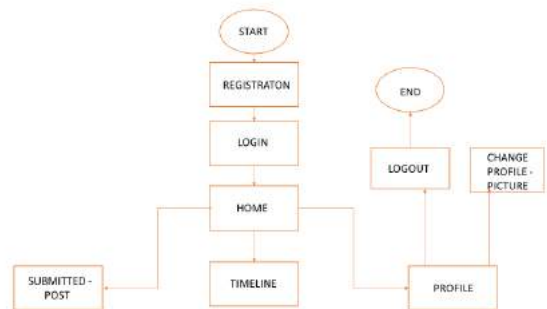 START
REGISTRATON
END
LOGIN
LOGOUT
CHANGE
PROFILE -
PICTURE
HOME
SUBMITTED -
POST
TIMELINE
PROFILE